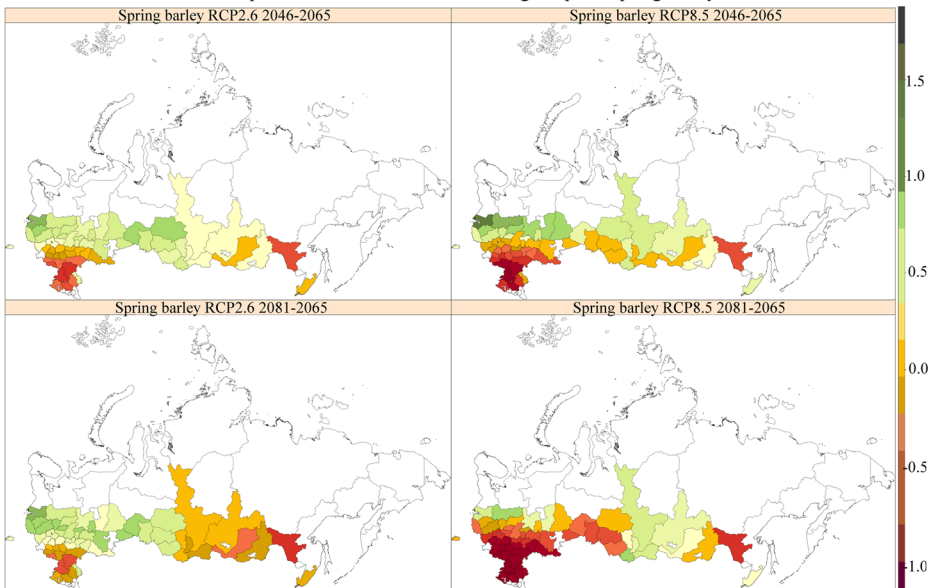 Spring barley RCP2.6 2046-2065
Spring barley RCP8.5 2046-2065
1.5
1.0
0.5
Spring barley RCP2.6 2081-2065
Spring barley RCP8.5 2081-2065
0.0
-0.5
-1.0